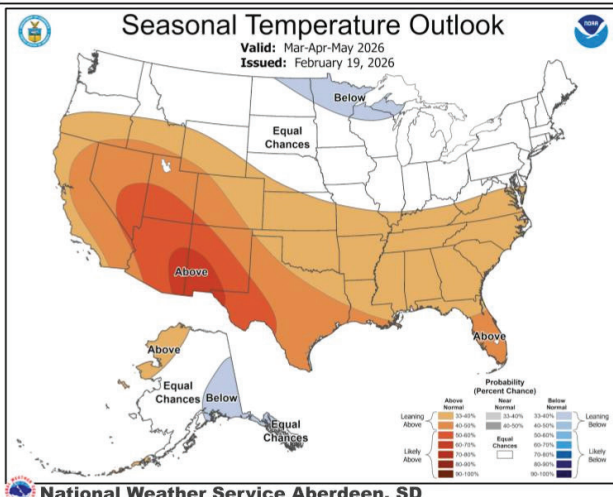 Seasonal Temperature Outlook
Valid: Mar-Apr-May 2026
Issued: February 19, 2026
NOAA
Below
Equal
Chances
Above
Above
Above
Equal
Chances
Below
Equal
Chances
Probability
(Percent Chance)
Above
Normal
Near
Normal
Below
Normal
Leaning
Above
33-40%
40-50%
50-60%
Likely
Above
60-70%
70-80%
80-90%
90-100%
33-40%
40-50%
Equal
Chances
33-40%
40-50%
50-60%
Leaning
Below
60-70%
70-80%
80-90%
90-100%
Likely
Below
National Weather Service Aberdeen, SD